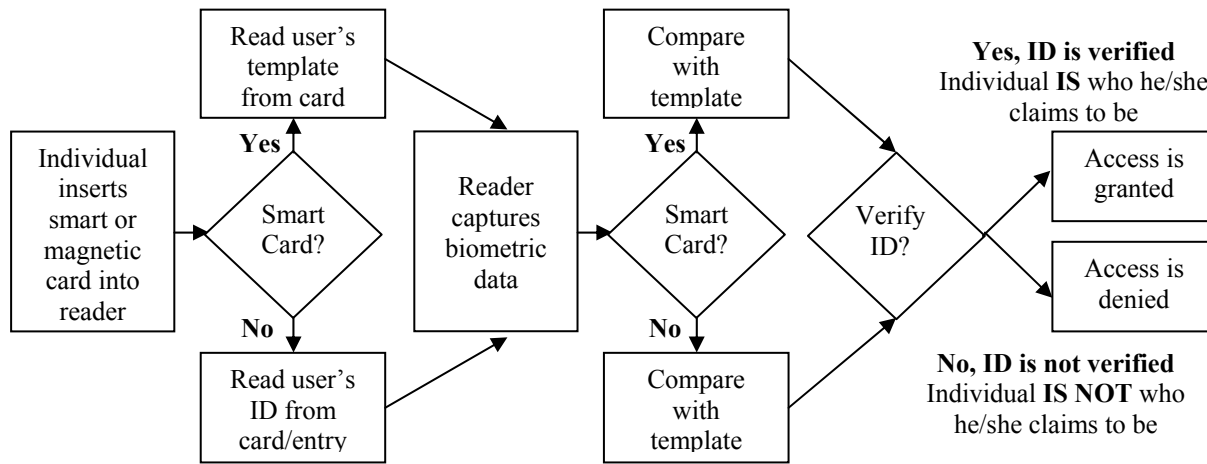 Individual
inserts
smart or
magnetic
card into
reader
Read user's
template
from card
Yes
Smart
Card?
No
Read user's
ID from
card/entry
Reader
captures
biometric
data
Compare
with
template
Yes
Smart
Card?
No
Compare
with
template
Verify
ID?
Yes, ID is verified
Individual IS who he/she
claims to be
Access is
granted
Access is
denied
No, ID is not verified
Individual IS NOT who
he/she claims to be